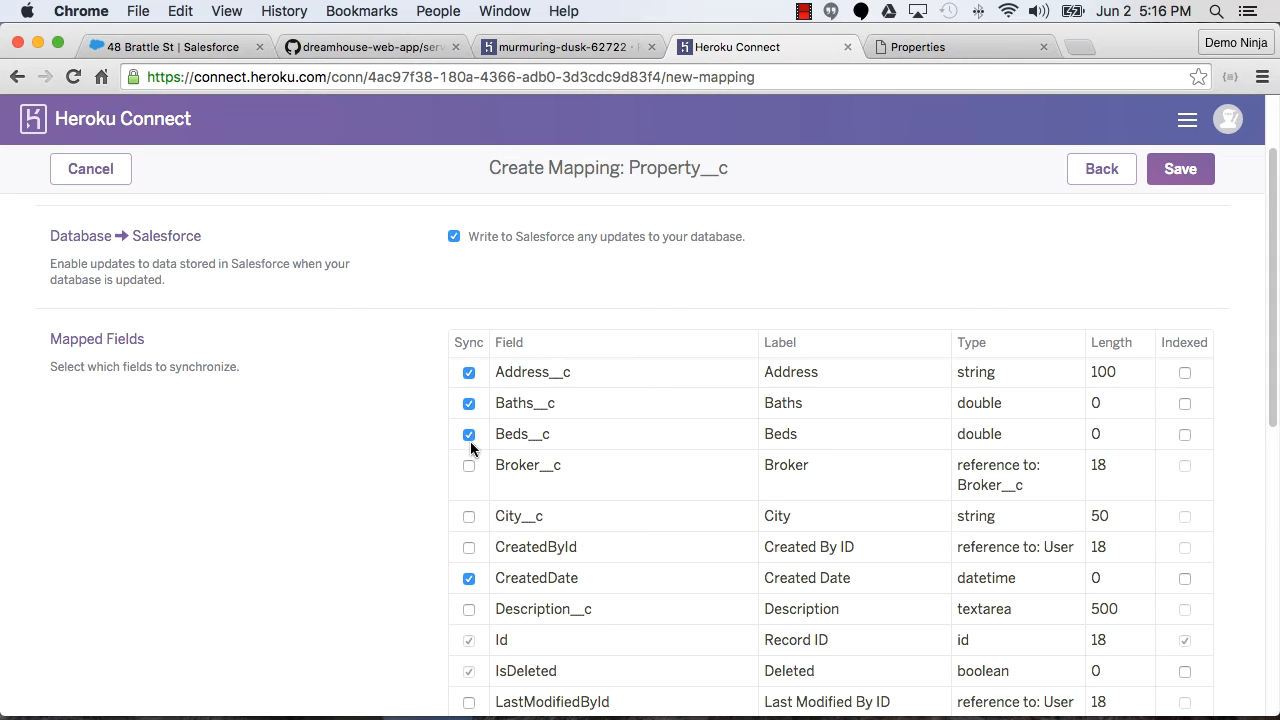 Chrome File Edit View History Bookmarks People Window Help Jun 2 5:16 PM
48 Brattle St | Salesforce dreamhouse-mo-app/serv murmuring-dusk-62722 · Heroku Connect Properties Demo Ninja
https://connect.heroku.com/conn/4ac97f38-180a-4366-adb0-3d3cdc9d83f4/new-mapping
Heroku Connect
Cancel Create Mapping: Property__c Back Save
Database Salesforce Write to Salesforce any updates to your database.
Enable updates to data stored in Salesforce when your
database is updated.
Mapped Fields
Select which fields to synchronize.
Sync Field Label Type Length Indexed
Address__c Address string 100
Baths__c Baths double 0
Beds__c Beds double 0
Broker__c Broker reference to: 18
Broker__c
City__c City string 50
CreatedById Created By ID reference to: User 18
CreatedDate Created Date datetime 0
Description__c Description textarea 500
Id Record ID id 18
IsDeleted Deleted boolean 0
LastModifiedById Last Modified By ID reference to: User 18